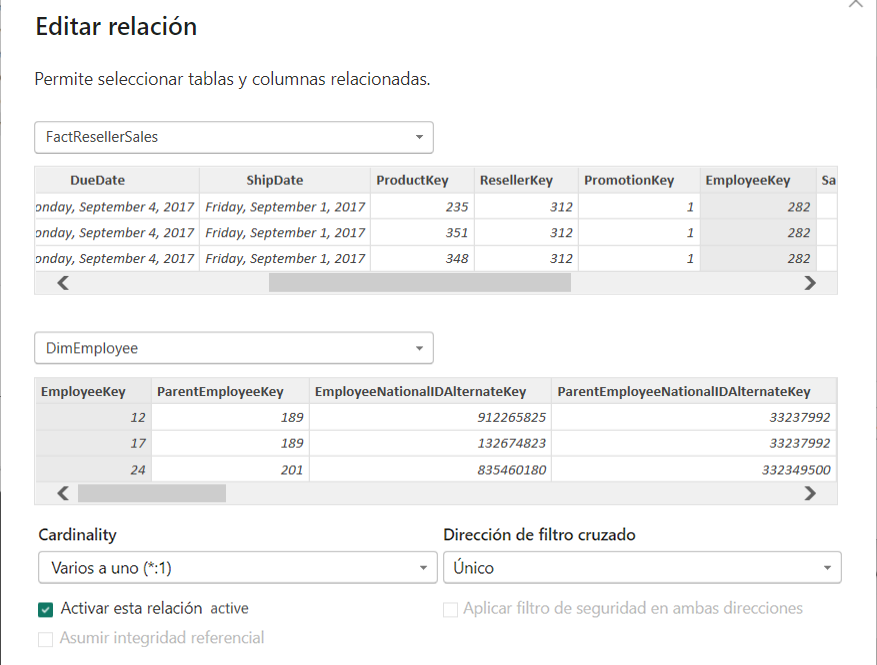 Editar relación
Permite seleccionar tablas y columnas relacionadas.
FactResellerSales
DueDate ShipDate ProductKey ResellerKey PromotionKey EmployeeKey Sa
onday, September 4, 2017 Friday, September 1, 2017 235 312 1 282
onday, September 4, 2017 Friday, September 1, 2017 351 312 1 282
onday, September 4, 2017 Friday, September 1, 2017 348 312 1 282
DimEmployee
EmployeeKey ParentEmployeeKey EmployeeNationalIDAlternateKey ParentEmployeeNationalIDAlternateKey
12 189 912265825 33237992
17 189 132674823 33237992
24 201 835460180 332349500
Cardinality Dirección de filtro cruzado
Varios a uno (*:1) Único
Activar esta relación active Aplicar filtro de seguridad en ambas direcciones
Asumir integridad referencial